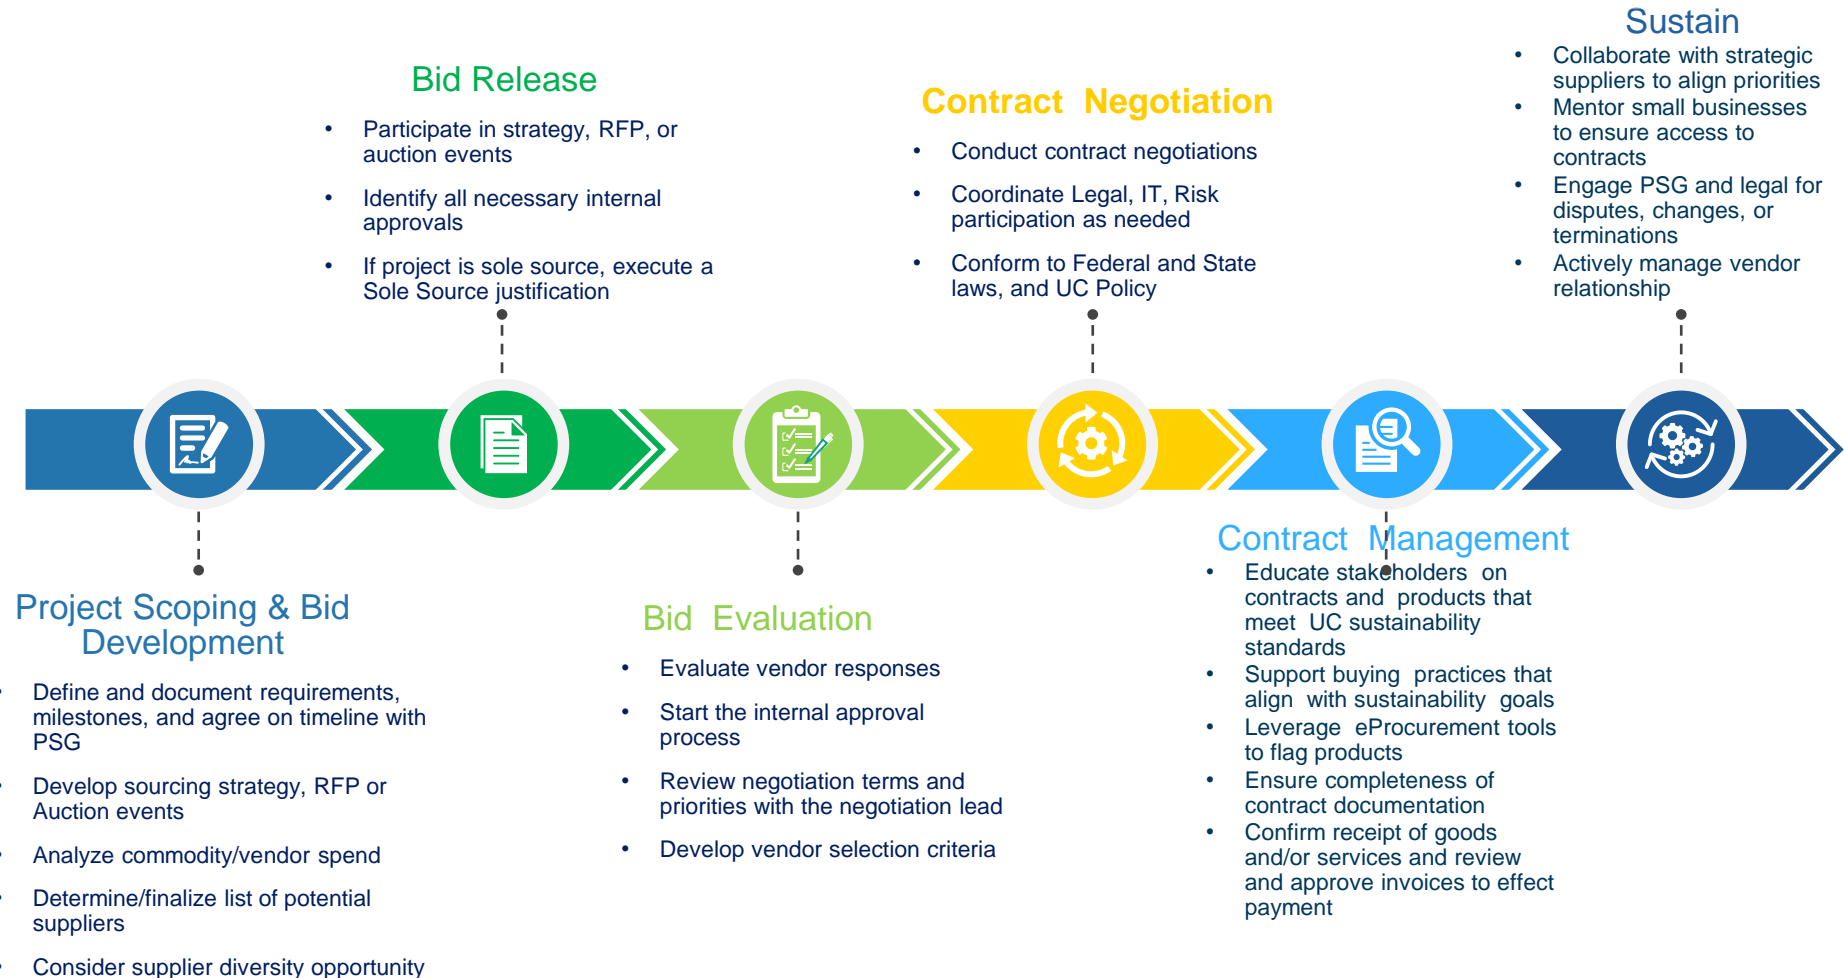 Project Scoping & Bid
Development
• Define and document requirements,
milestones, and agree on timeline with
PSG
• Develop sourcing strategy, RFP or
Auction events
• Analyze commodity/vendor spend
• Determine/finalize list of potential
suppliers
• Consider supplier diversity opportunity
Bid Release
• Participate in strategy, RFP, or
auction events
• Identify all necessary internal
approvals
• If project is sole source, execute a
Sole Source justification
Bid Evaluation
• Evaluate vendor responses
• Start the internal approval
process
• Review negotiation terms and
priorities with the negotiation lead
• Develop vendor selection criteria
Contract Negotiation
• Conduct contract negotiations
• Coordinate Legal, IT, Risk
participation as needed
• Conform to Federal and State
laws, and UC Policy
Contract Management
• Educate stakeholders on
contracts and products that
meet UC sustainability
standards
• Support buying practices that
align with sustainability goals
• Leverage eProcurement tools
to flag products
• Ensure completeness of
contract documentation
• Confirm receipt of goods
and/or services and review
and approve invoices to effect
payment
Sustain
• Collaborate with strategic
suppliers to align priorities
• Mentor small businesses
to ensure access to
contracts
• Engage PSG and legal for
disputes, changes, or
terminations
• Actively manage vendor
relationship